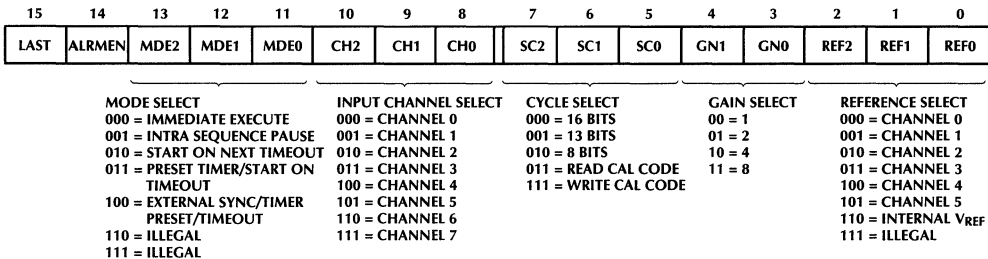 15 14 13 12 11 10 9 8 7 6 5 4 3 2 1 0
LAST ALRMEN MDE2 MDE1 MDE0 CH2 CH1 CH0 SC2 SC1 SC0 GN1 GN0 REF2 REF1 REF0
MODE SELECT
000 = IMMEDIATE EXECUTE
001 = INTRA SEQUENCE PAUSE
010 = START ON NEXT TIMEOUT
011 = PRESET TIMER/START ON
TIMEOUT
100 = EXTERNAL SYNC/TIMER
PRESET/TIMEOUT
110 = ILLEGAL
111 = ILLEGAL
INPUT CHANNEL SELECT
000 = CHANNEL 0
001 = CHANNEL 1
010 = CHANNEL 2
011 = CHANNEL 3
100 = CHANNEL 4
101 = CHANNEL 5
110 = CHANNEL 6
111 = CHANNEL 7
CYCLE SELECT
000 = 16 BITS
001 = 13 BITS
010 = 8 BITS
011 = READ CAL CODE
111 = WRITE CAL CODE
GAIN SELECT
00 = 1
01 = 2
10 = 4
11 = 8
REFERENCE SELECT
000 = CHANNEL 0
001 = CHANNEL 1
010 = CHANNEL 2
011 = CHANNEL 3
100 = CHANNEL 4
101 = CHANNEL 5
110 = INTERNAL VREF
111 = ILLEGAL